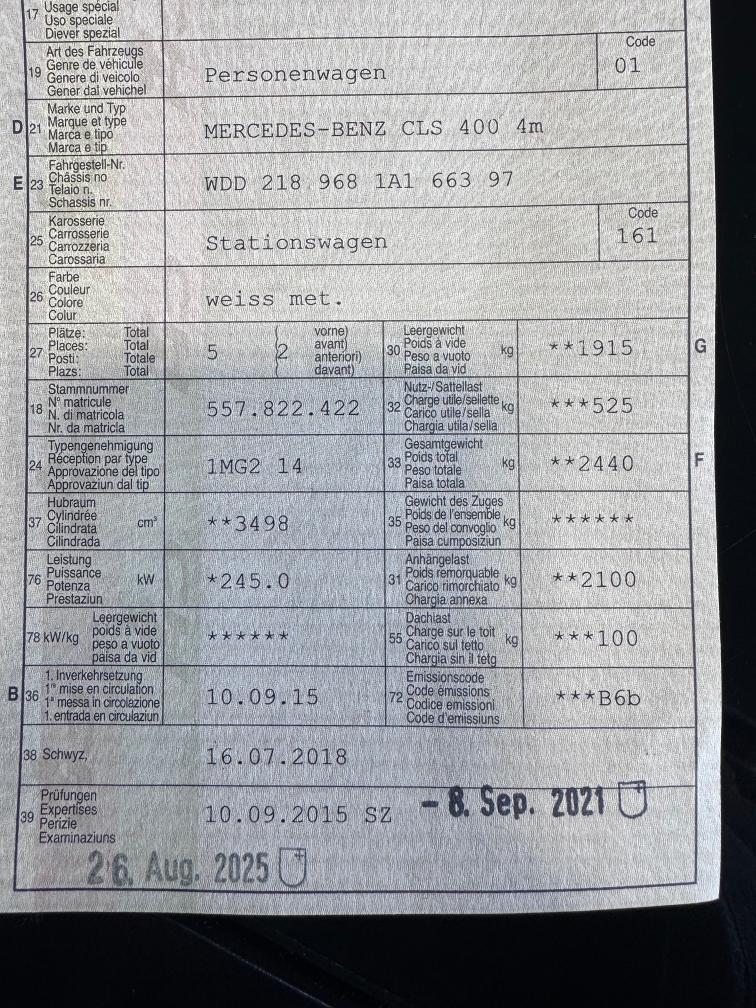 17 Usage spécial
Uso speciale
Diever spezial
19 Art des Fahrzeugs
Genre de véhicule
Genere di veicolo
Gener dal vehichel
Personenwagen
Code
01
D 21 Marke und Typ
Marque et type
Marca e tipo
Marca e tip
MERCEDES-BENZ CLS 400 4m
E 23 Fahrgestell-Nr.
Châssis no
Telaio n.
Schassis nr.
WDD 218 968 1A1 663 97
25 Karosserie
Carrosserie
Carrozzeria
Carossaria
Stationswagen
Code
161
26 Farbe
Couleur
Colore
Colur
weiss met.
27 Plätze: Total
Places: Total
Posti: Totale
Plazs: Total
5 (2 vorne)
avant)
anteriori)
davant)
30 Leergewicht
Poids à vide
Peso a vuoto
Paisa da vid
kg **1915 G
18 Stammnummer
N° matricule
N. di matricola
Nr. da matricla
557.822.422
32 Nutz-/Sattellast
Charge utile/sellette
Carico utile/sella
Chargia utila/sella
kg ***525
24 Typengenehmigung
Réception par type
Approvazione del tipo
Approvaziun dal tip
1MG2 14
33 Gesamtgewicht
Poids total
Peso totale
Paisa totala
kg **2440 F
37 Hubraum
Cylindrée
Cilindrata
Cilindrada
cm³ **3498
35 Gewicht des Zuges
Poids de l'ensemble
Peso del convoglio
Paisa cumposiziun
kg ******
76 Leistung
Puissance
Potenza
Prestaziun
kW *245.0
31 Anhängelast
Poids remorquable
Carico rimorchiato
Chargia annexa
kg **2100
78 kW/kg Leergewicht
poids à vide
peso a vuoto
paisa da vid
******
55 Dachlast
Charge sur le toit
Carico sul tetto
Chargia sin il tetg
kg ***100
B 36 1. Inverkehrsetzung
1re mise en circulation
1a messa in circolazione
1. entrada en circulaziun
10.09.15
72 Emissionscode
Code émissions
Codice emissioni
Code d'emissiuns
***B6b
38 Schwyz,
16.07.2018
39 Prüfungen
Expertises
Perizie
Examinaziuns
10.09.2015 SZ
- 8. Sep. 2021
26. Aug. 2025